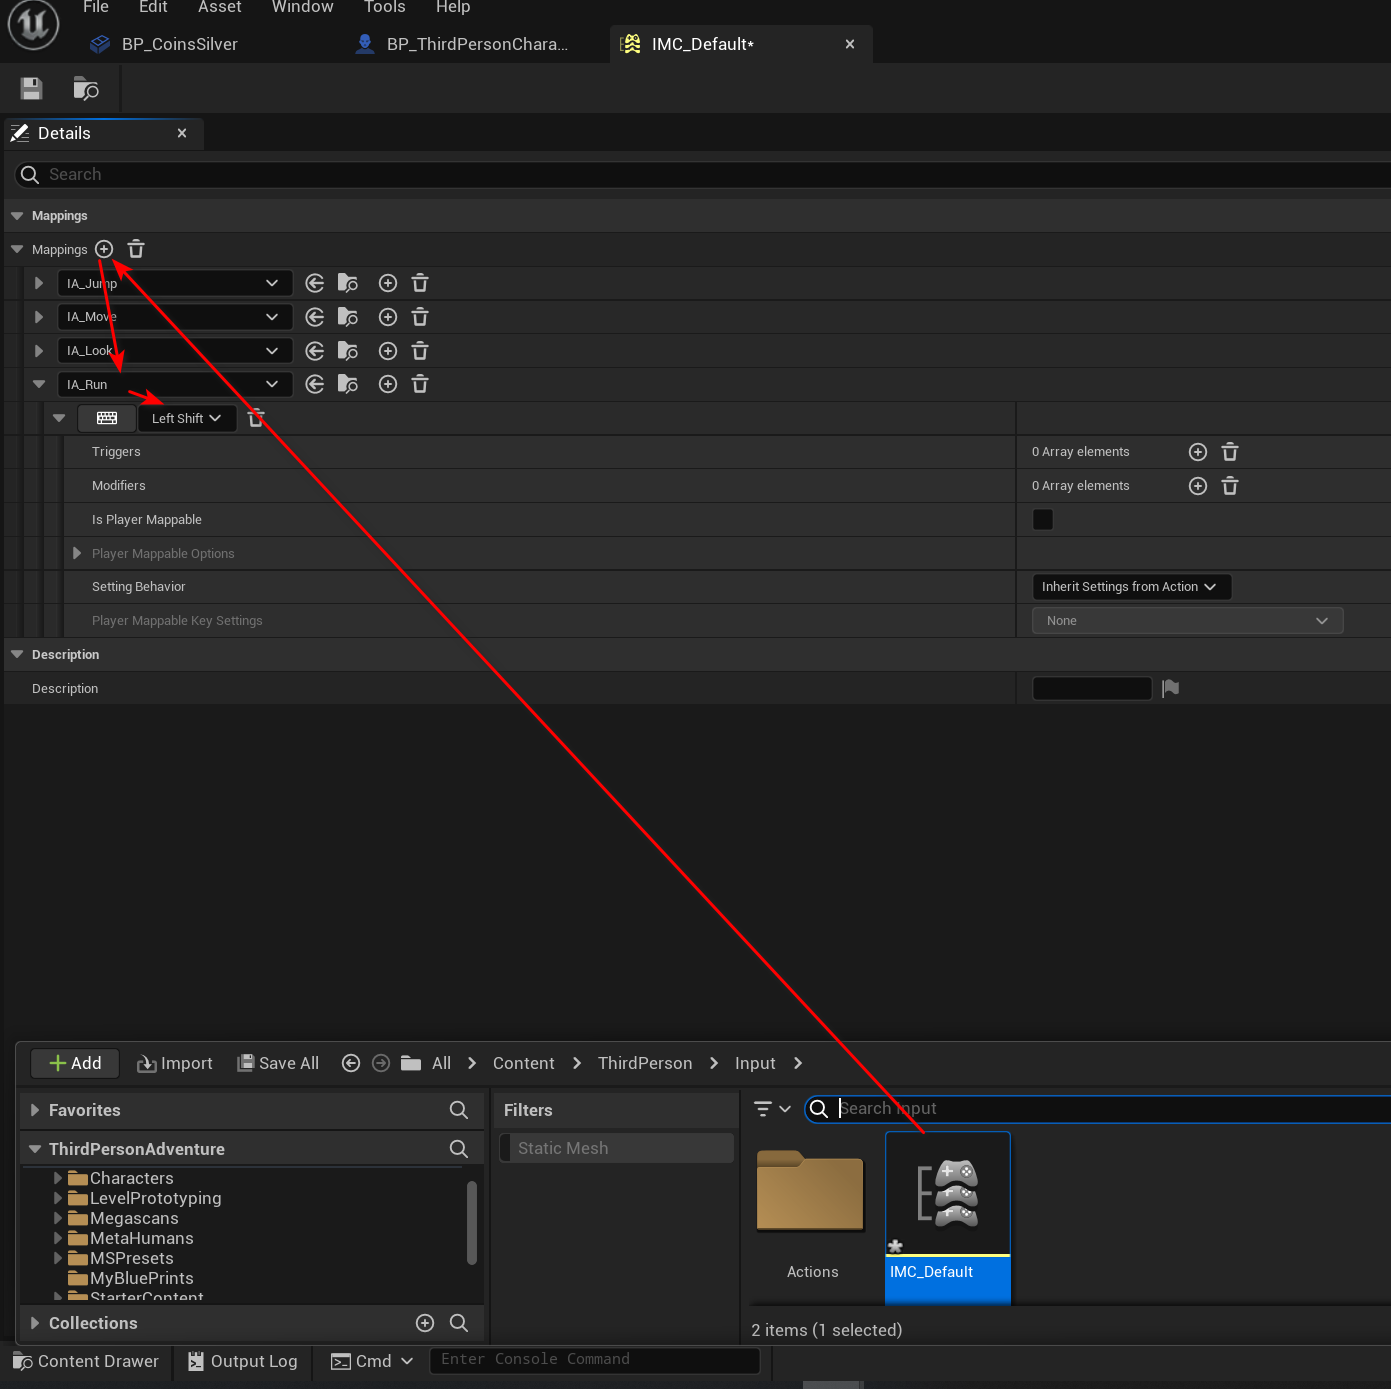 File Edit Asset Window Tools Help
BP_CoinsSilver BP_ThirdPersonChara... IMC_Default*
Details
Search
Mappings
Mappings
IA_Jump
IA_Move
IA_Look
IA_Run
Left Shift
Triggers 0 Array elements
Modifiers 0 Array elements
Is Player Mappable
Player Mappable Options
Setting Behavior Inherit Settings from Action
Player Mappable Key Settings None
Description
Description
Add Import Save All All Content ThirdPerson Input
Favorites Filters Search Input
ThirdPersonAdventure Static Mesh
Characters
LevelPrototyping
Megascans
MetaHumans
MSPresets
MyBluePrints
StarterContent
Actions IMC_Default
Collections
2 items (1 selected)
Content Drawer Output Log Cmd Enter Console Command